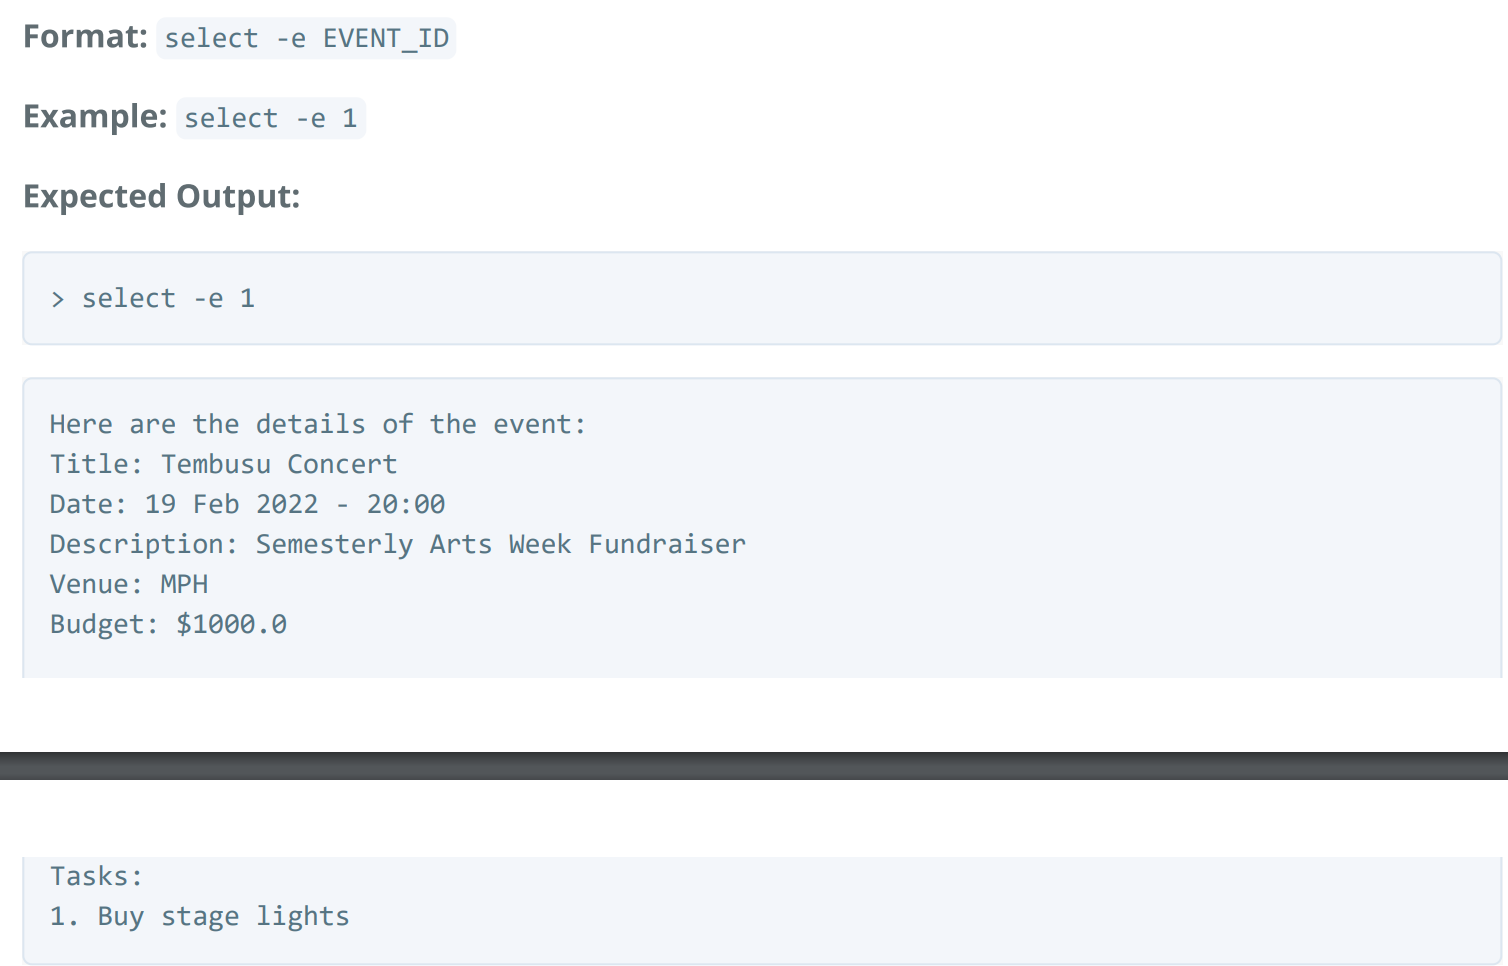 Format: select -e EVENT_ID
Example: select -e 1
Expected Output:
> select -e 1
Here are the details of the event:
Title: Tembusu Concert
Date: 19 Feb 2022 - 20:00
Description: Semesterly Arts Week Fundraiser
Venue: MPH
Budget: $1000.0
Tasks:
1. Buy stage lights